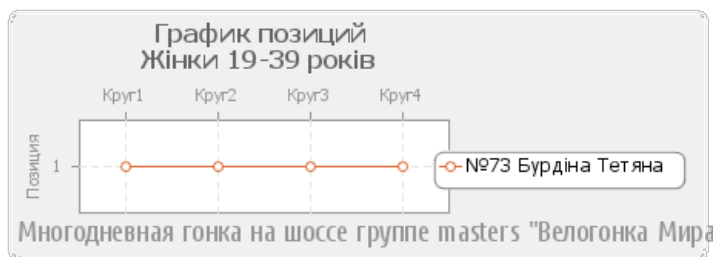 График позиций
Жінки 19-39 років
Круг1 Круг2 Круг3 Круг4
Позиция
1
№73 Бурдіна Тетяна
Многодневная гонка на шоссе группе masters "Велогонка Мира